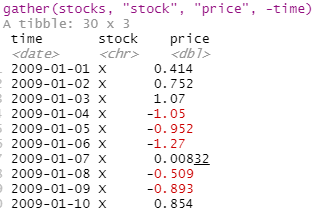 gather(stocks, "stock", "price", -time)
A tibble: 30 x 3
time stock price
<date> <chr> <dbl>
2009-01-01 X 0.414
2009-01-02 X 0.752
2009-01-03 X 1.07
2009-01-04 X -1.05
2009-01-05 X -0.952
2009-01-06 X -1.27
2009-01-07 X 0.00832
2009-01-08 X -0.509
2009-01-09 X -0.893
2009-01-10 X 0.854